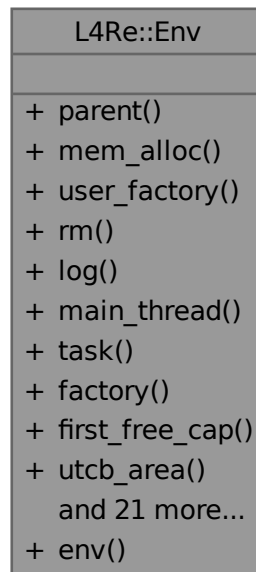 L4Re::Env
+ parent()
+ mem_alloc()
+ user_factory()
+ rm()
+ log()
+ main_thread()
+ task()
+ factory()
+ first_free_cap()
+ utcb_area()
and 21 more...
+ env()